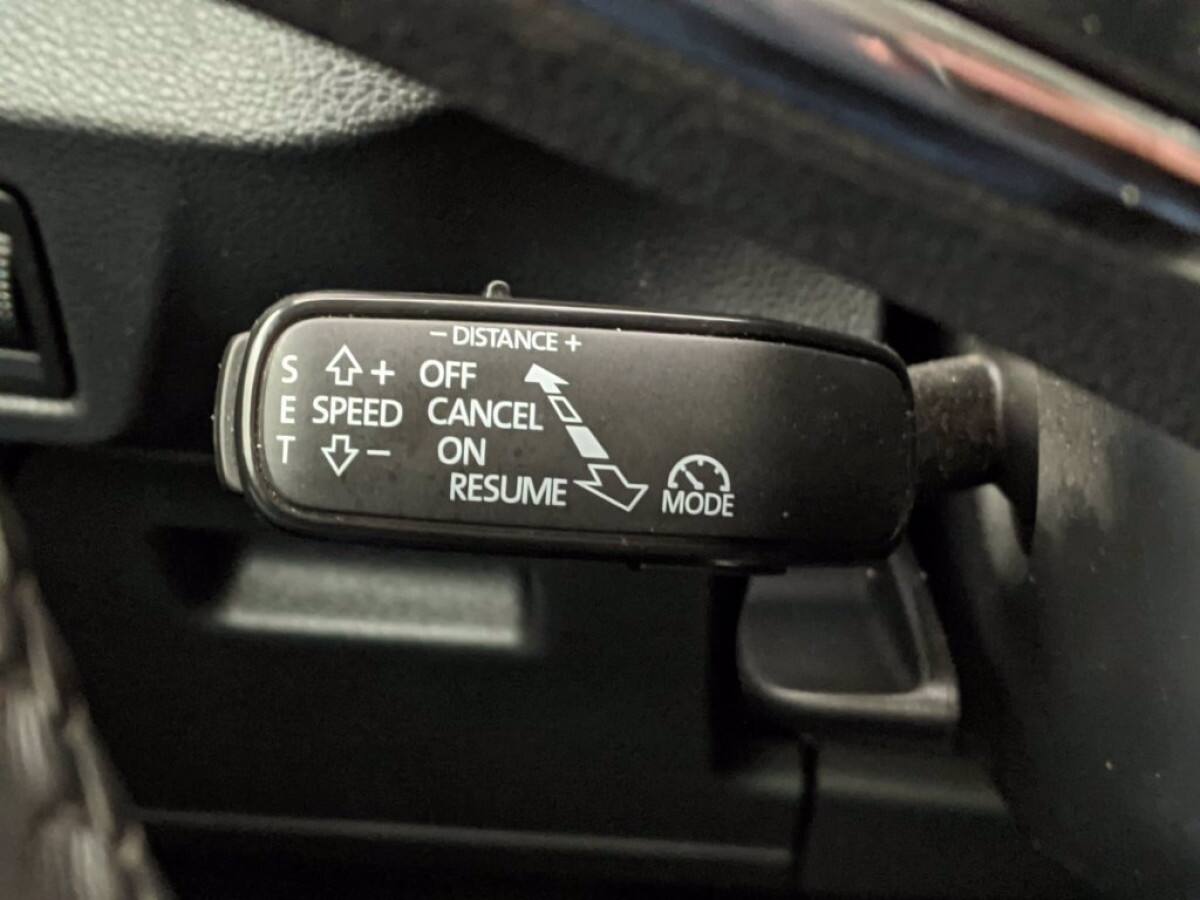 − DISTANCE +
S + OFF
E SPEED CANCEL
T − ON
RESUME MODE